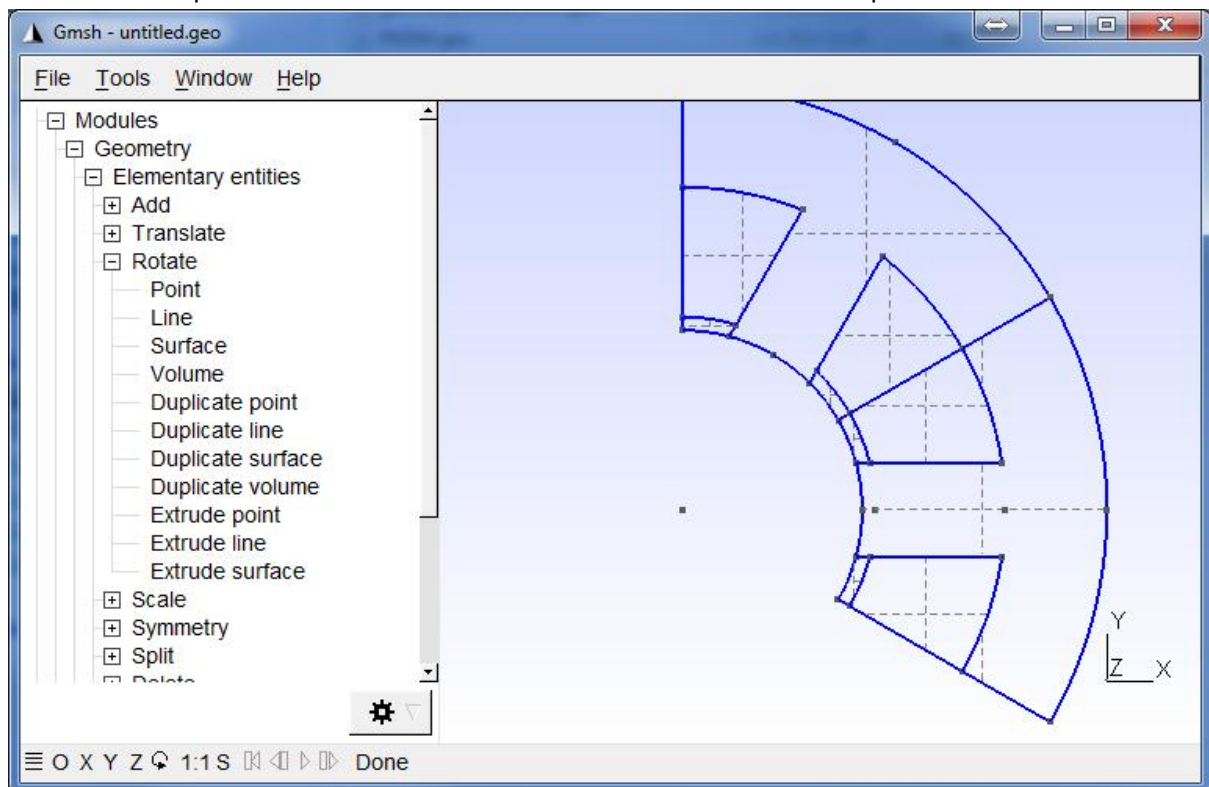 Gmsh - untitled.geo
File Tools Window Help
Modules
Geometry
Elementary entities
Add
Translate
Rotate
Point
Line
Surface
Volume
Duplicate point
Duplicate line
Duplicate surface
Duplicate volume
Extrude point
Extrude line
Extrude surface
Scale
Symmetry
Split
Y
Z X
O X Y Z 1:1 S Done